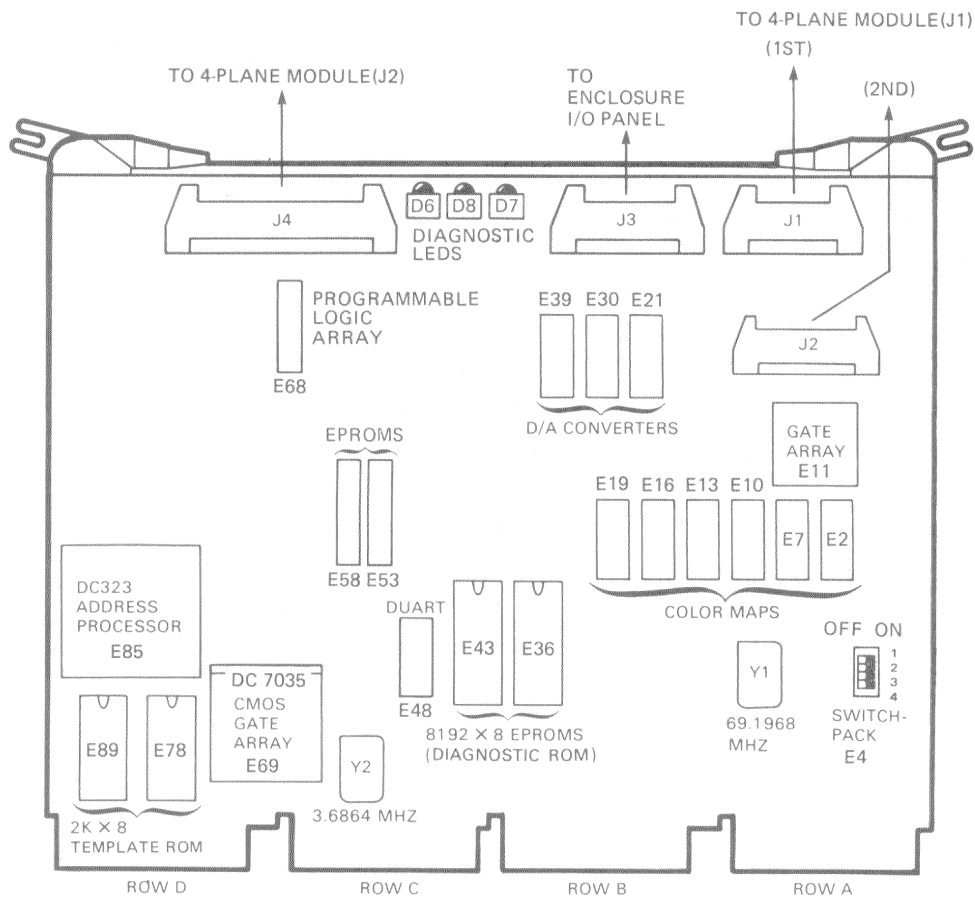 TO 4-PLANE MODULE(J1)
(1ST)
(2ND)
TO 4-PLANE MODULE(J2)
TO
ENCLOSURE
I/O PANEL
J4
D6
D8
D7
DIAGNOSTIC
LEDS
J3
J1
J2
PROGRAMMABLE
LOGIC
ARRAY
E68
E39
E30
E21
D/A CONVERTERS
GATE
ARRAY
E11
EPROMS
E58
E53
E19
E16
E13
E10
E7
E2
COLOR MAPS
DC323
ADDRESS
PROCESSOR
E85
DUART
E48
E43
E36
8192 X 8 EPROMS
(DIAGNOSTIC ROM)
Y1
69.1968
MHZ
OFF ON
1
2
3
4
SWITCH-
PACK
E4
DC 7035
CMOS
GATE
ARRAY
E69
E89
E78
2K X 8
TEMPLATE ROM
Y2
3.6864 MHZ
ROW D
ROW C
ROW B
ROW A